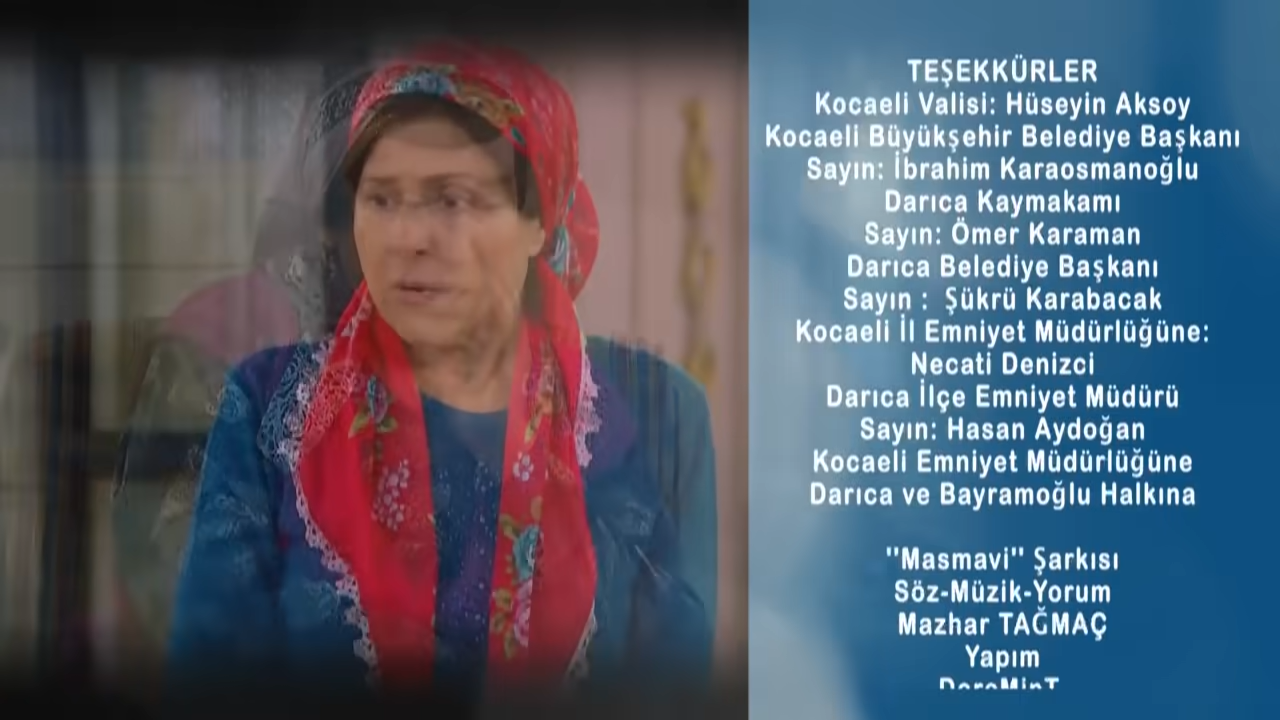 TEŞEKKÜRLER
Kocaeli Valisi: Hüseyin Aksoy
Kocaeli Büyükşehir Belediye Başkanı
Sayın: İbrahim Karaosmanoğlu
Darıca Kaymakamı
Sayın: Ömer Karaman
Darıca Belediye Başkanı
Sayın : Şükrü Karabacak
Kocaeli İl Emniyet Müdürlüğüne:
Necati Denizci
Darıca İlçe Emniyet Müdürü
Sayın: Hasan Aydoğan
Kocaeli Emniyet Müdürlüğüne
Darıca ve Bayramoğlu Halkına
"Masmavi" Şarkısı
Söz-Müzik-Yorum
Mazhar TAĞMAÇ
Yapım